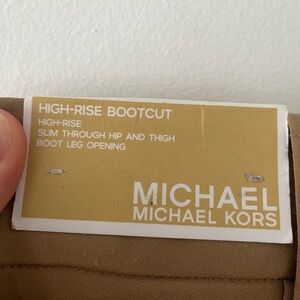 HIGH-RISE BOOTCUT
HIGH-RISE
SLIM THROUGH HIP AND THIGH
BOOT LEG OPENING
MICHAEL
MICHAEL KORS